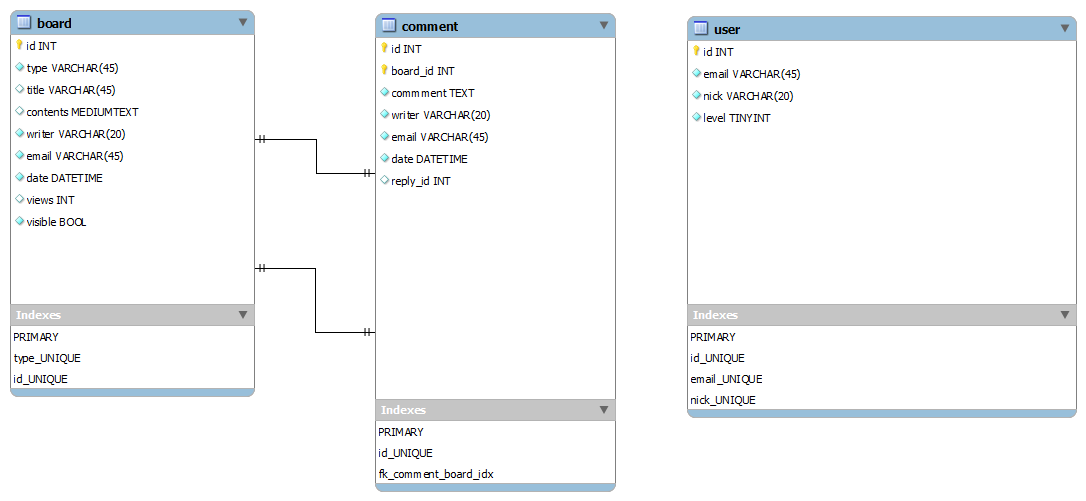 board
id INT
type VARCHAR(45)
title VARCHAR(45)
contents MEDIUMTEXT
writer VARCHAR(20)
email VARCHAR(45)
date DATETIME
views INT
visible BOOL
Indexes
PRIMARY
type_UNIQUE
id_UNIQUE
comment
id INT
board_id INT
commment TEXT
writer VARCHAR(20)
email VARCHAR(45)
date DATETIME
reply_id INT
Indexes
PRIMARY
id_UNIQUE
fk_comment_board_idx
user
id INT
email VARCHAR(45)
nick VARCHAR(20)
level TINYINT
Indexes
PRIMARY
id_UNIQUE
email_UNIQUE
nick_UNIQUE